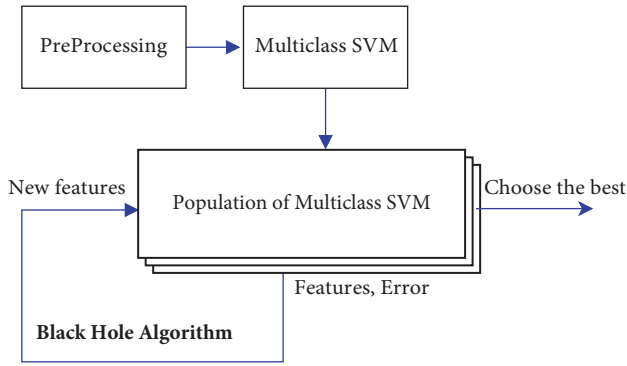 PreProcessing
Multiclass SVM
New features
Population of Multiclass SVM
Choose the best
Features, Error
Black Hole Algorithm